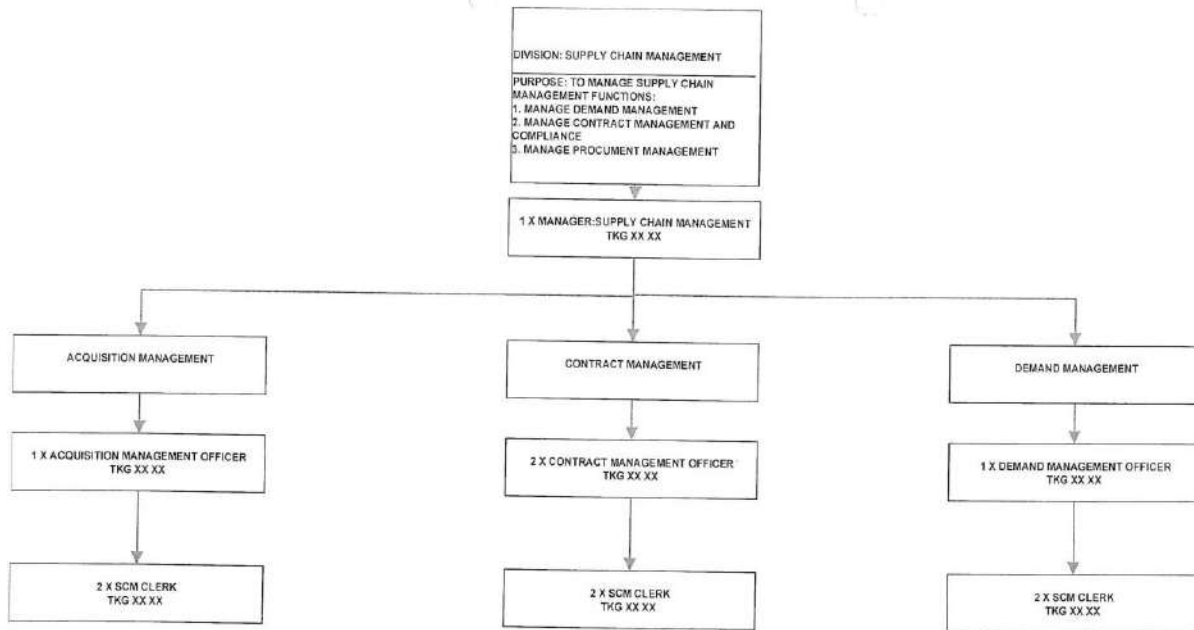 DIVISION: SUPPLY CHAIN MANAGEMENT
PURPOSE: TO MANAGE SUPPLY CHAIN
MANAGEMENT FUNCTIONS:
1. MANAGE DEMAND MANAGEMENT
2. MANAGE CONTRACT MANAGEMENT AND
COMPLIANCE
3. MANAGE PROCUMENT MANAGEMENT
1 X MANAGER:SUPPLY CHAIN MANAGEMENT
TKG XX XX
ACQUISITION MANAGEMENT
CONTRACT MANAGEMENT
DEMAND MANAGEMENT
1 X ACQUISITION MANAGEMENT OFFICER
TKG XX XX
2 X CONTRACT MANAGEMENT OFFICER
TKG XX XX
1 X DEMAND MANAGEMENT OFFICER
TKG XX XX
2 X SCM CLERK
TKG XX XX
2 X SCM CLERK
TKG XX XX
2 X SCM CLERK
TKG XX XX